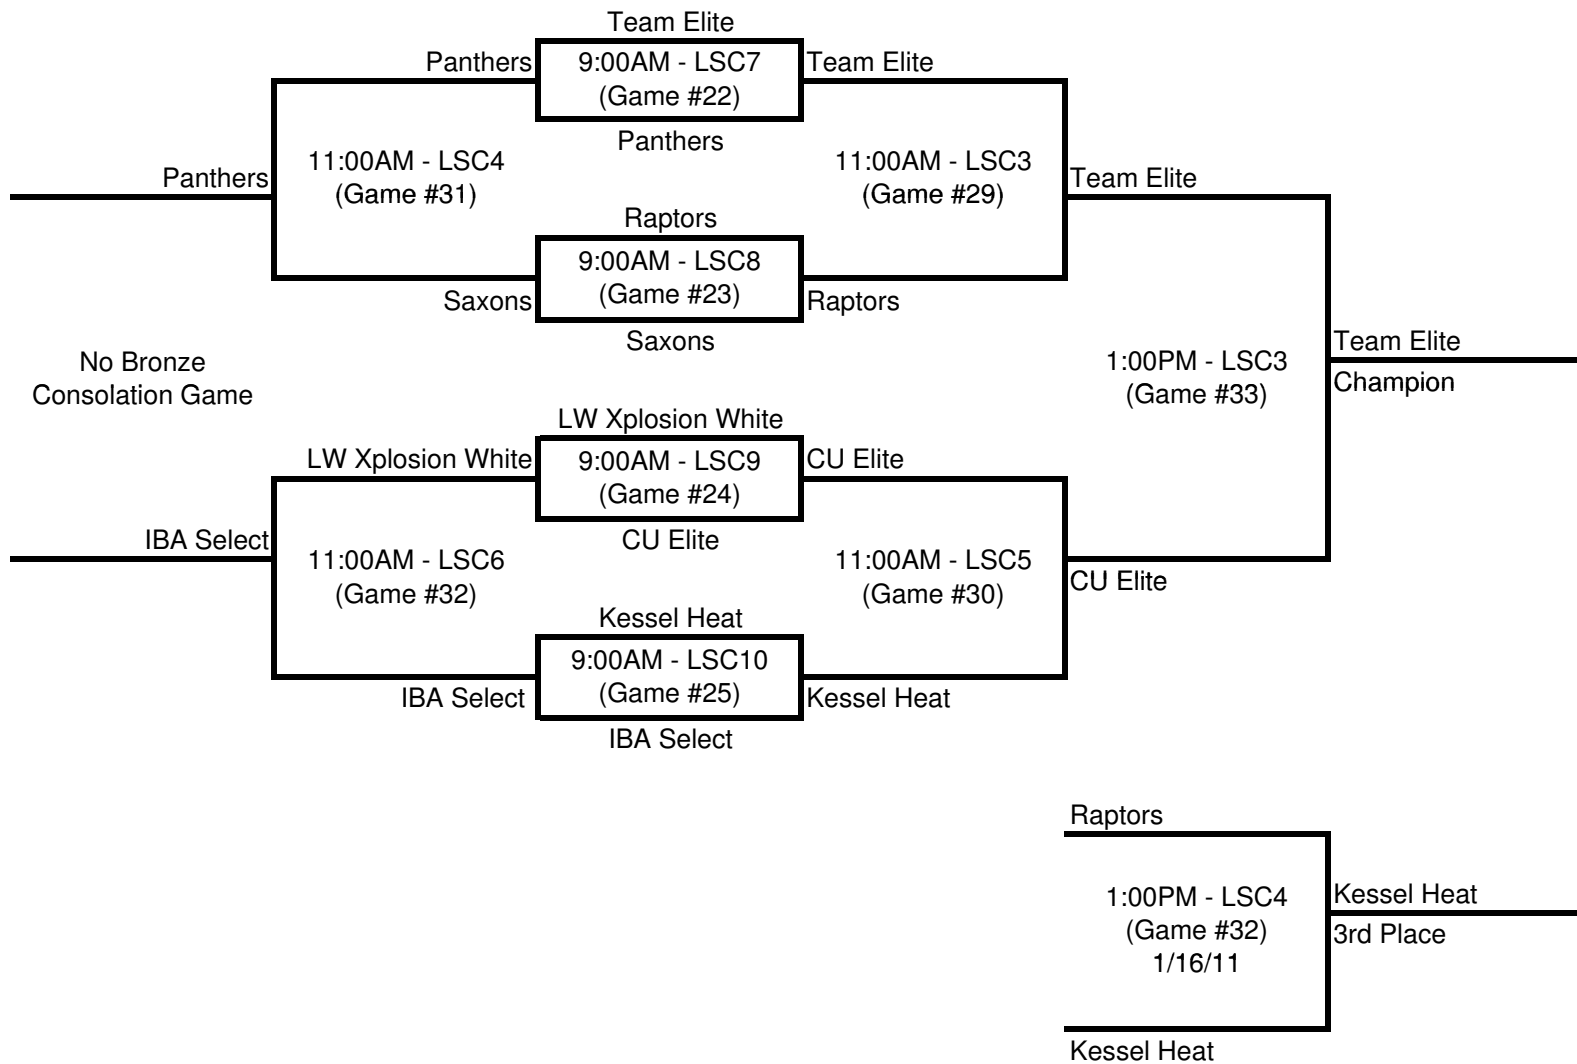 Team Elite
Panthers
9:00AM - LSC7
Team Elite
(Game #22)
Panthers
11:00AM - LSC4
11:00AM - LSC3
Panthers
(Game #31)
(Game #29)
Team Elite
Raptors
9:00AM - LSC8
Saxons
(Game #23)
Raptors
Saxons
No Bronze
Consolation Game
1:00PM - LSC3
(Game #33)
Team Elite
Champion
LW Xplosion White
LW Xplosion White
9:00AM - LSC9
CU Elite
(Game #24)
CU Elite
IBA Select
11:00AM - LSC6
(Game #32)
11:00AM - LSC5
(Game #30)
CU Elite
Kessel Heat
9:00AM - LSC10
IBA Select
(Game #25)
Kessel Heat
IBA Select
Raptors
1:00PM - LSC4
(Game #32)
1/16/11
Kessel Heat
3rd Place
Kessel Heat